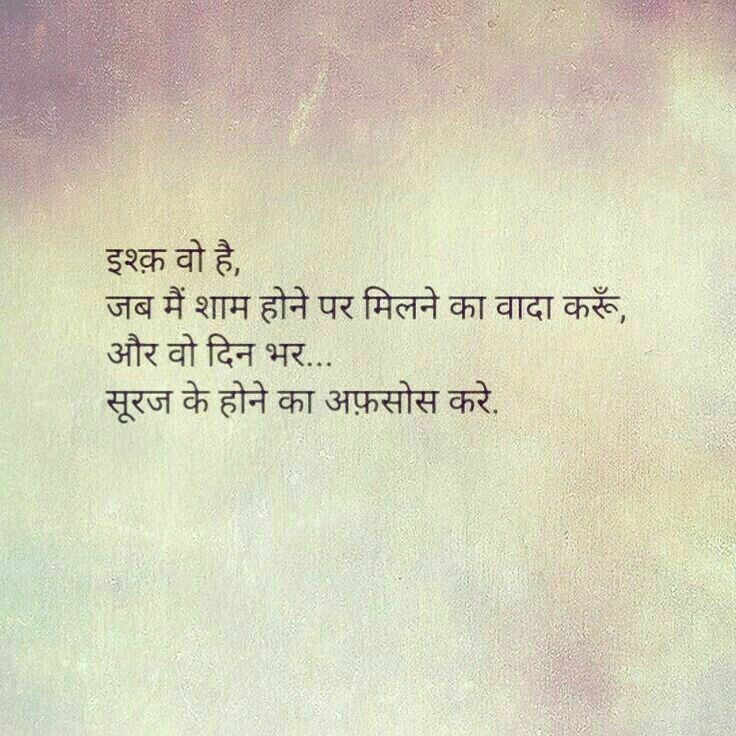 इश्क़ वो है,
जब मैं शाम होने पर मिलने का वादा करूँ,
और वो दिन भर...
सूरज के होने का अफ़सोस करे.